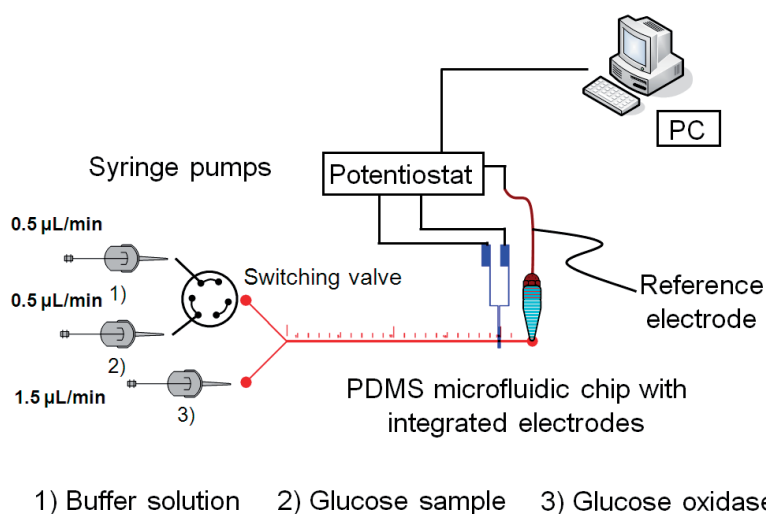 PC
Potentiostat
Syringe pumps
0.5 µL/min
1)
Switching valve
0.5 µL/min
2)
Reference
electrode
1.5 µL/min
3)
PDMS microfluidic chip with
integrated electrodes
1) Buffer solution 2) Glucose sample 3) Glucose oxidase